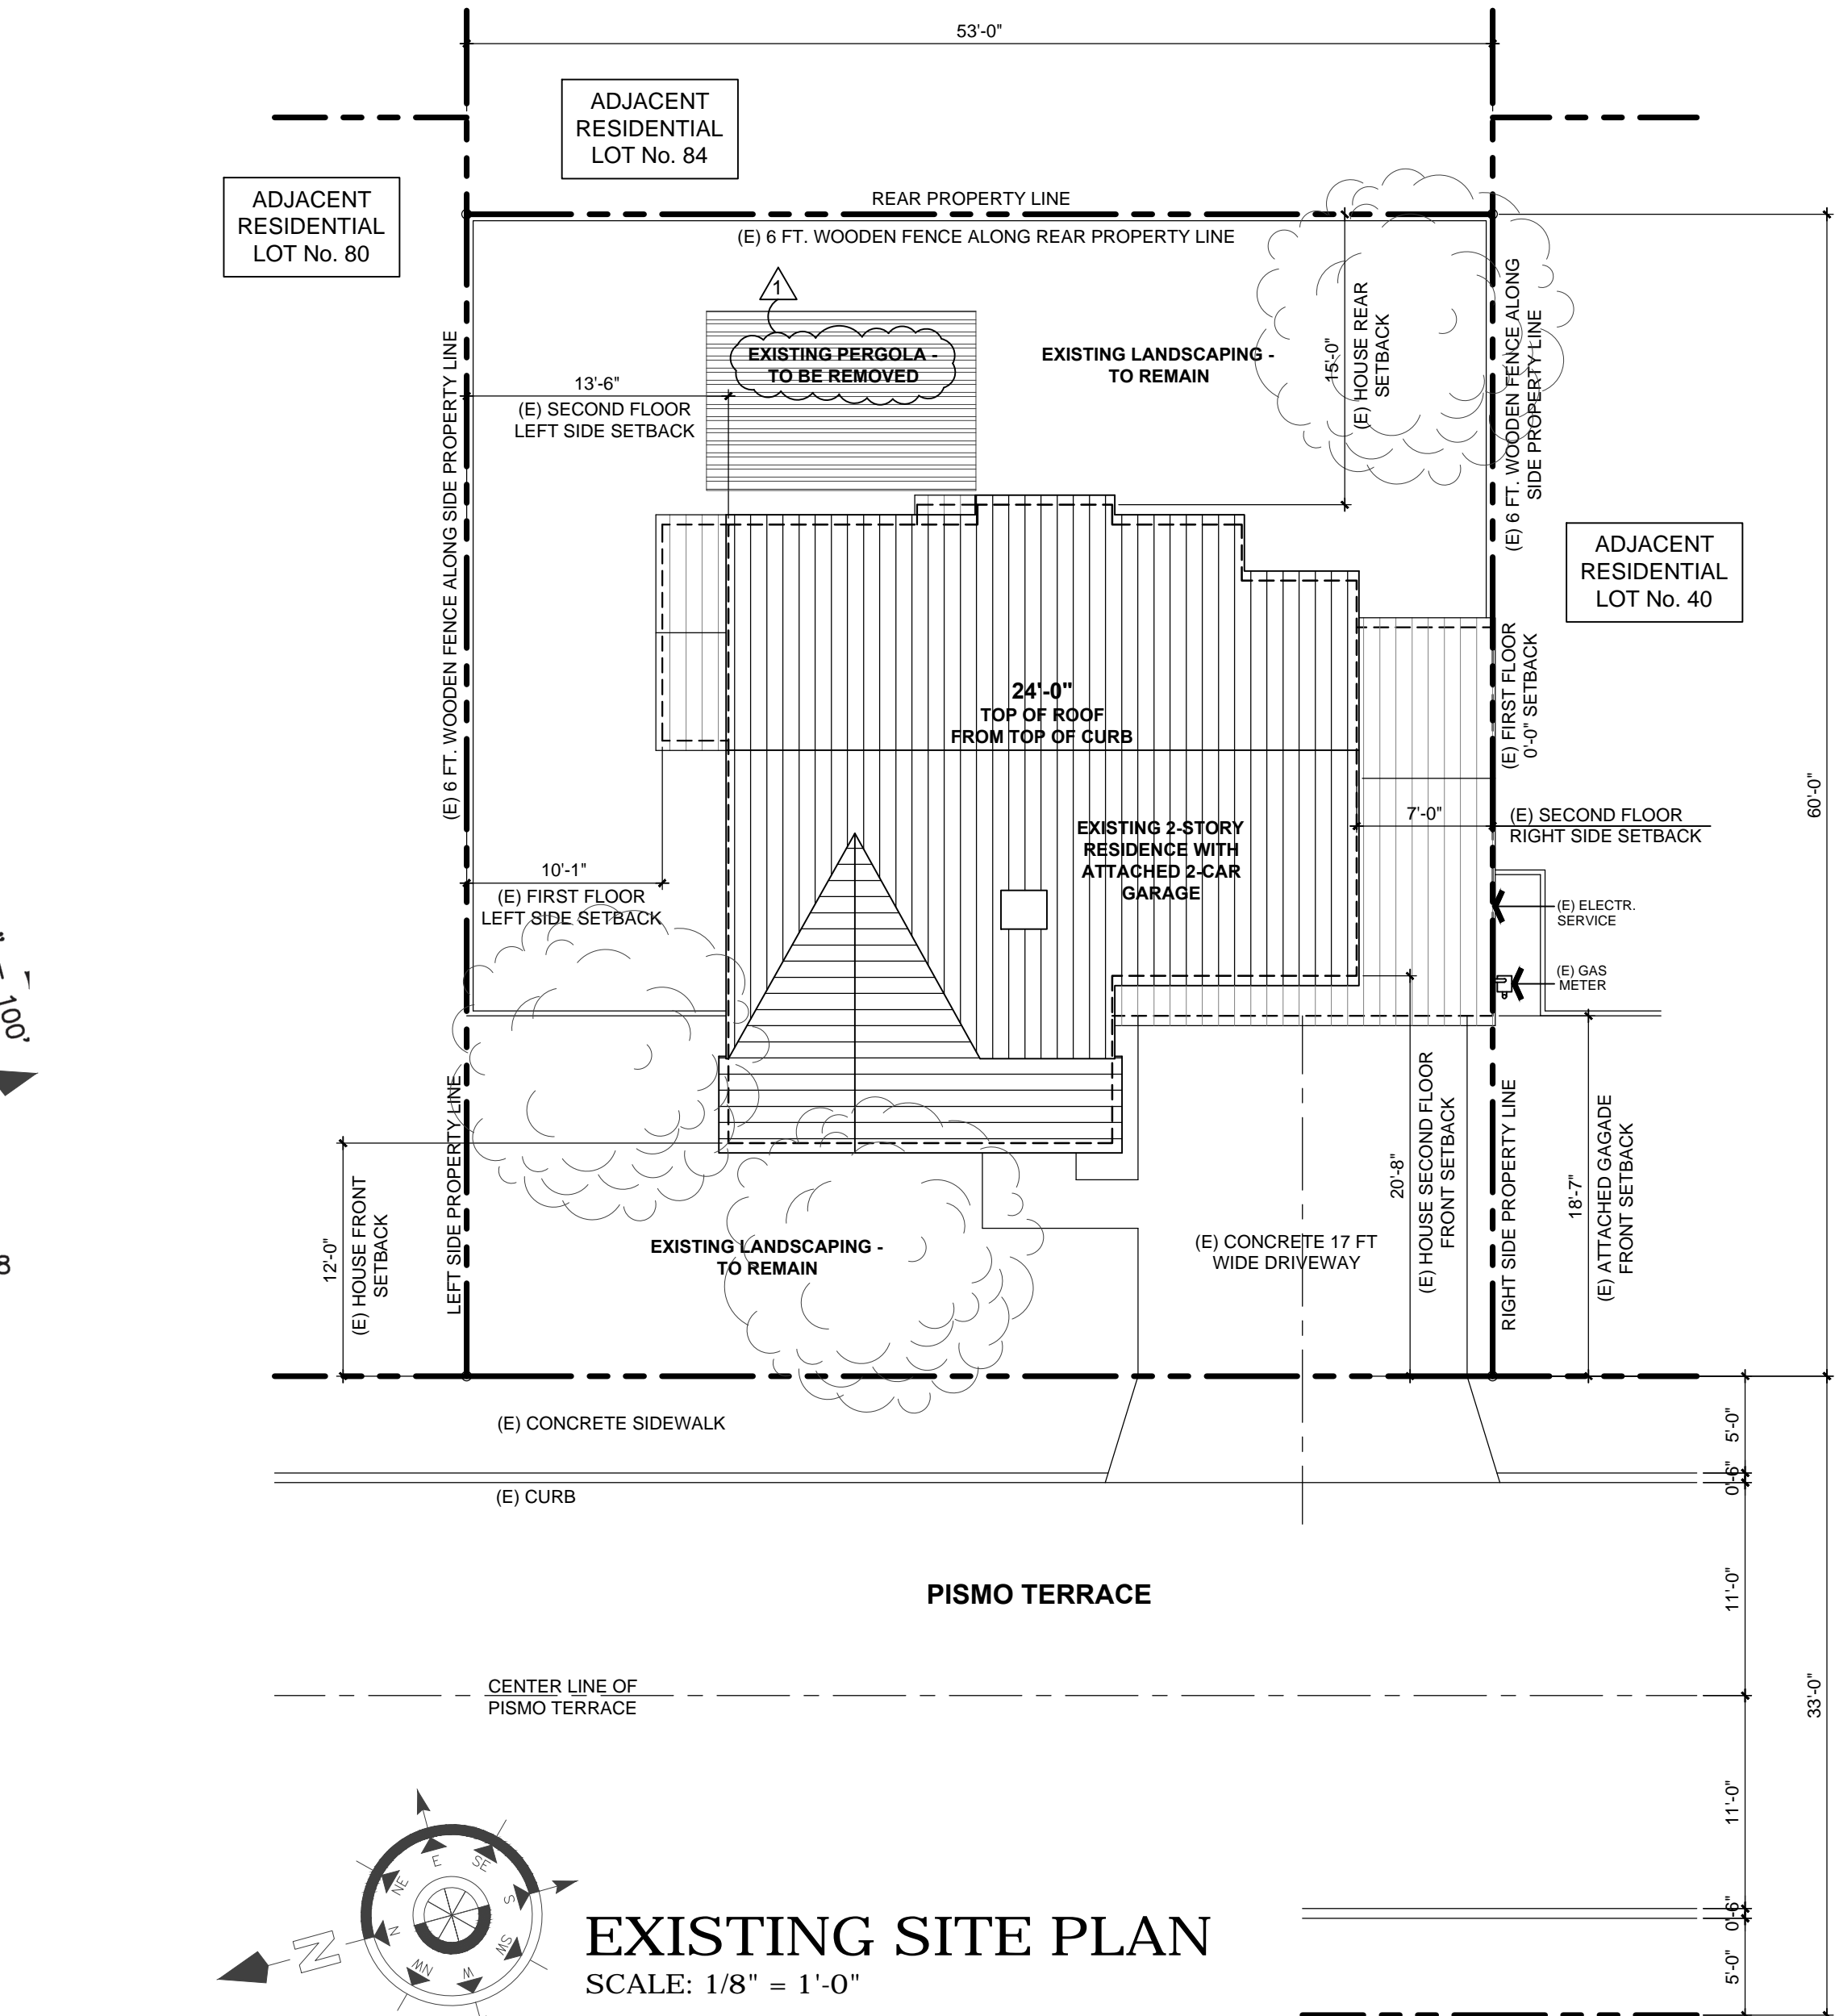 53'-0"
ADJACENT
RESIDENTIAL
LOT No. 84
ADJACENT
RESIDENTIAL
LOT No. 80
REAR PROPERTY LINE
(E) 6 FT. WOODEN FENCE ALONG REAR PROPERTY LINE
1
EXISTING PERGOLA -
TO BE REMOVED
EXISTING LANDSCAPING -
TO REMAIN
15'-0"
(E) HOUSE REAR
SETBACK
(E) 6 FT. WOODEN FENCE ALONG
SIDE PROPERTY LINE
13'-6"
(E) SECOND FLOOR
LEFT SIDE SETBACK
(E) 6 FT. WOODEN FENCE ALONG SIDE PROPERTY LINE
ADJACENT
RESIDENTIAL
LOT No. 40
(E) FIRST FLOOR
0'-0" SETBACK
24'-0"
TOP OF ROOF
FROM TOP OF CURB
60'-0"
7'-0"
(E) SECOND FLOOR
RIGHT SIDE SETBACK
EXISTING 2-STORY
RESIDENCE WITH
ATTACHED 2-CAR
GARAGE
10'-1"
(E) FIRST FLOOR
LEFT SIDE SETBACK
(E) ELECTR.
SERVICE
(E) GAS
METER
100'
LEFT SIDE PROPERTY LINE
12'-0"
(E) HOUSE FRONT
SETBACK
8
EXISTING LANDSCAPING -
TO REMAIN
(E) CONCRETE 17 FT
WIDE DRIVEWAY
20'-8"
(E) HOUSE SECOND FLOOR
FRONT SETBACK
RIGHT SIDE PROPERTY LINE
18'-7"
(E) ATTACHED GAGADE
FRONT SETBACK
(E) CONCRETE SIDEWALK
5'-0"
0'-6"
(E) CURB
PISMO TERRACE
11'-0"
CENTER LINE OF
PISMO TERRACE
33'-0"
11'-0"
0'-6"
5'-0"
E
SE
NE
S
N
SW
NW
W
N
EXISTING SITE PLAN
SCALE: 1/8" = 1'-0"